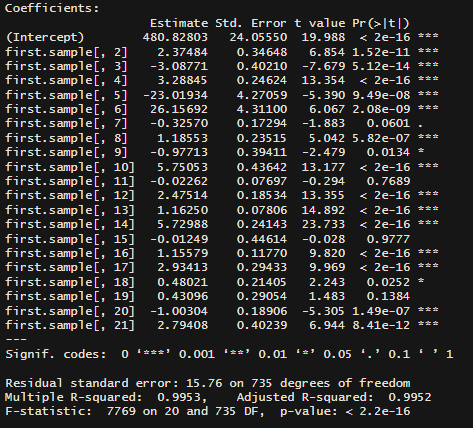 Coefficients:
                    Estimate Std. Error t value Pr(>|t|)
(Intercept)        480.82803   24.05550  19.988  < 2e-16 ***
first.sample[, 2]    2.37484    0.34648   6.854 1.52e-11 ***
first.sample[, 3]   -3.08771    0.40210  -7.679 5.12e-14 ***
first.sample[, 4]    3.28845    0.24624  13.354  < 2e-16 ***
first.sample[, 5]  -23.01934    4.27059  -5.390 9.49e-08 ***
first.sample[, 6]   26.15692    4.31100   6.067 2.08e-09 ***
first.sample[, 7]   -0.32570    0.17294  -1.883   0.0601 .
first.sample[, 8]    1.18553    0.23515   5.042 5.82e-07 ***
first.sample[, 9]   -0.97713    0.39411  -2.479   0.0134 *
first.sample[, 10]   5.75053    0.43642  13.177  < 2e-16 ***
first.sample[, 11]  -0.02262    0.07697  -0.294   0.7689
first.sample[, 12]   2.47514    0.18534  13.355  < 2e-16 ***
first.sample[, 13]   1.16250    0.07806  14.892  < 2e-16 ***
first.sample[, 14]   5.72988    0.24143  23.733  < 2e-16 ***
first.sample[, 15]  -0.01249    0.44614  -0.028   0.9777
first.sample[, 16]   1.15579    0.11770   9.820  < 2e-16 ***
first.sample[, 17]   2.93413    0.29433   9.969  < 2e-16 ***
first.sample[, 18]   0.48021    0.21405   2.243   0.0252 *
first.sample[, 19]   0.43096    0.29054   1.483   0.1384
first.sample[, 20]  -1.00304    0.18906  -5.305 1.49e-07 ***
first.sample[, 21]   2.79408    0.40239   6.944 8.41e-12 ***
---
Signif. codes:  0 ‘***’ 0.001 ‘**’ 0.01 ‘*’ 0.05 ‘.’ 0.1 ‘ ’ 1
Residual standard error: 15.76 on 735 degrees of freedom
Multiple R-squared:  0.9953,	Adjusted R-squared:  0.9952
F-statistic:  7769 on 20 and 735 DF,  p-value: < 2.2e-16